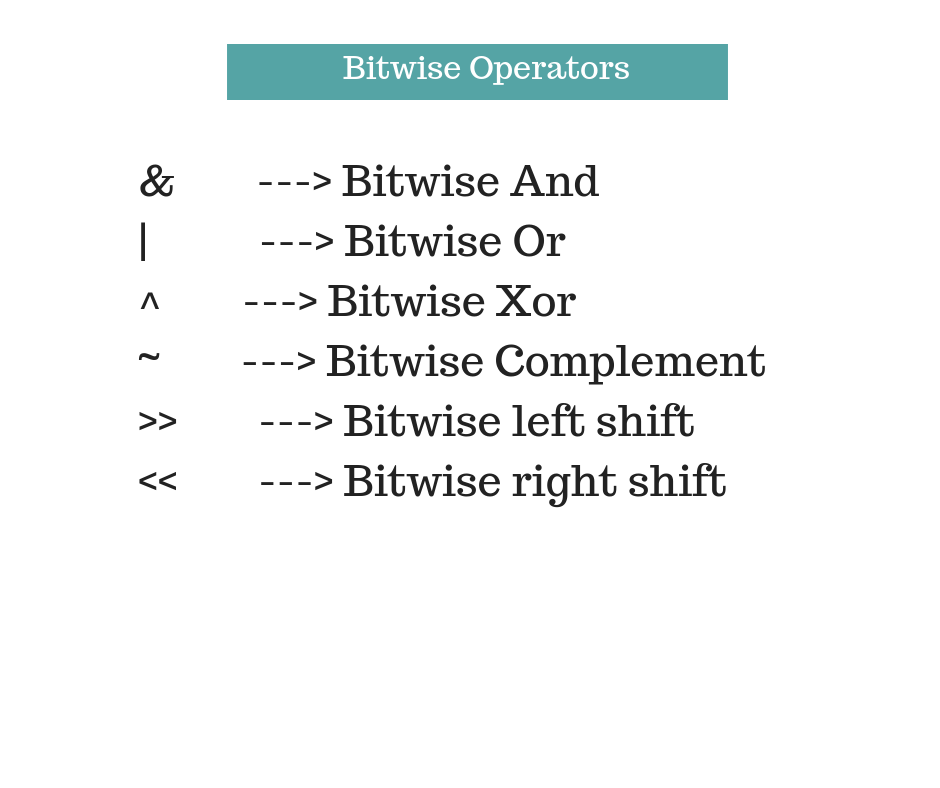 Bitwise Operators
& ---> Bitwise And
| ---> Bitwise Or
^ ---> Bitwise Xor
~ ---> Bitwise Complement
>> ---> Bitwise left shift
<< ---> Bitwise right shift